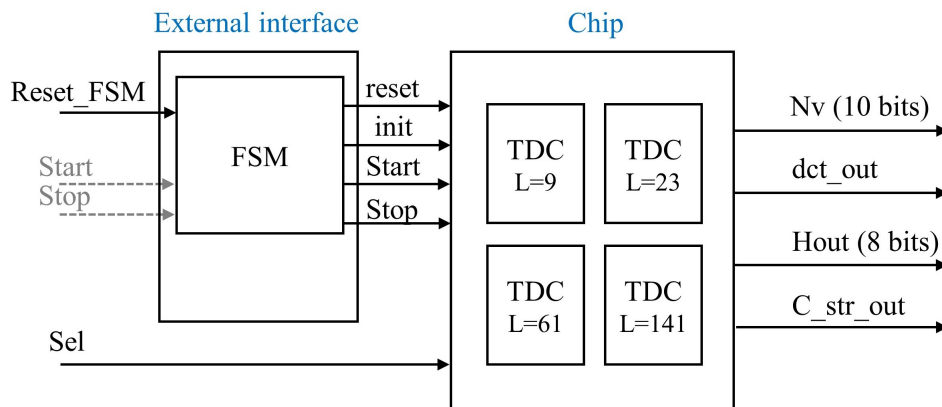 External interface
Chip
Reset_FSM
Start
Stop
FSM
reset
init
Start
Stop
Sel
TDC
L=9
TDC
L=23
TDC
L=61
TDC
L=141
Nv (10 bits)
dct_out
Hout (8 bits)
C_str_out